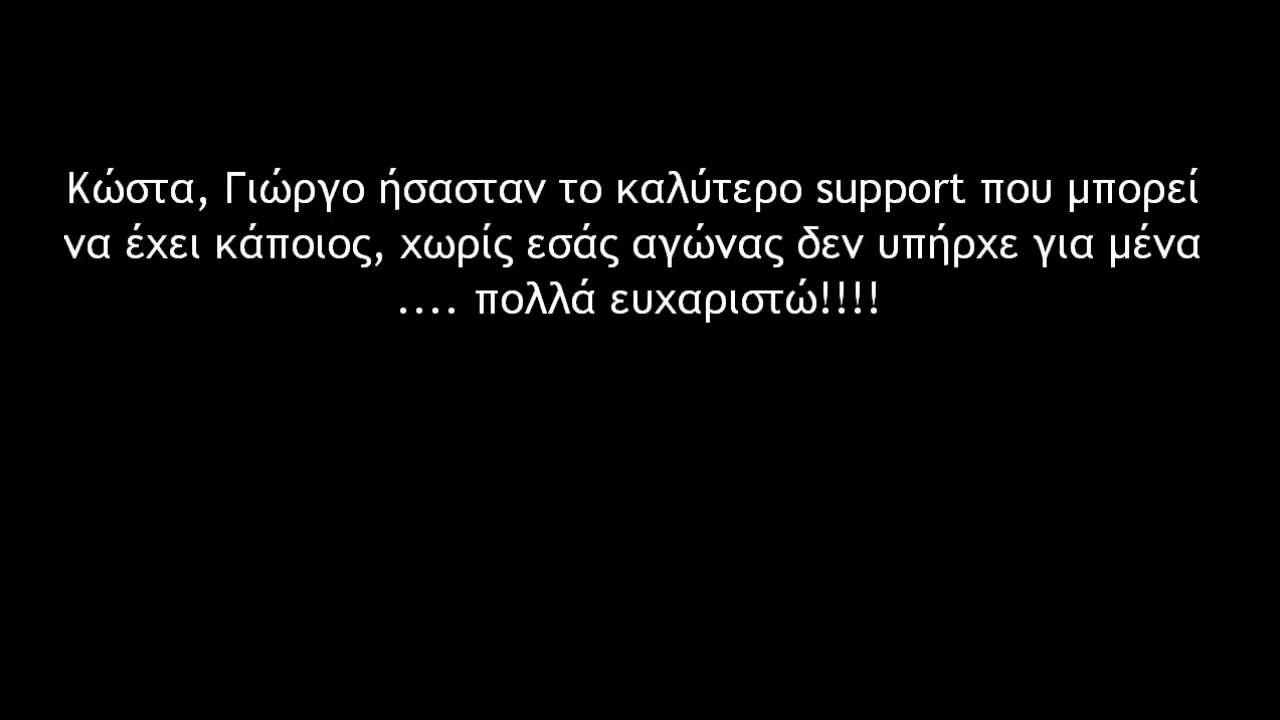 Κώστα, Γιώργο ήσασταν το καλύτερο support που μπορεί
να έχει κάποιος, χωρίς εσάς αγώνας δεν υπήρχε για μένα
.... πολλά ευχαριστώ!!!!